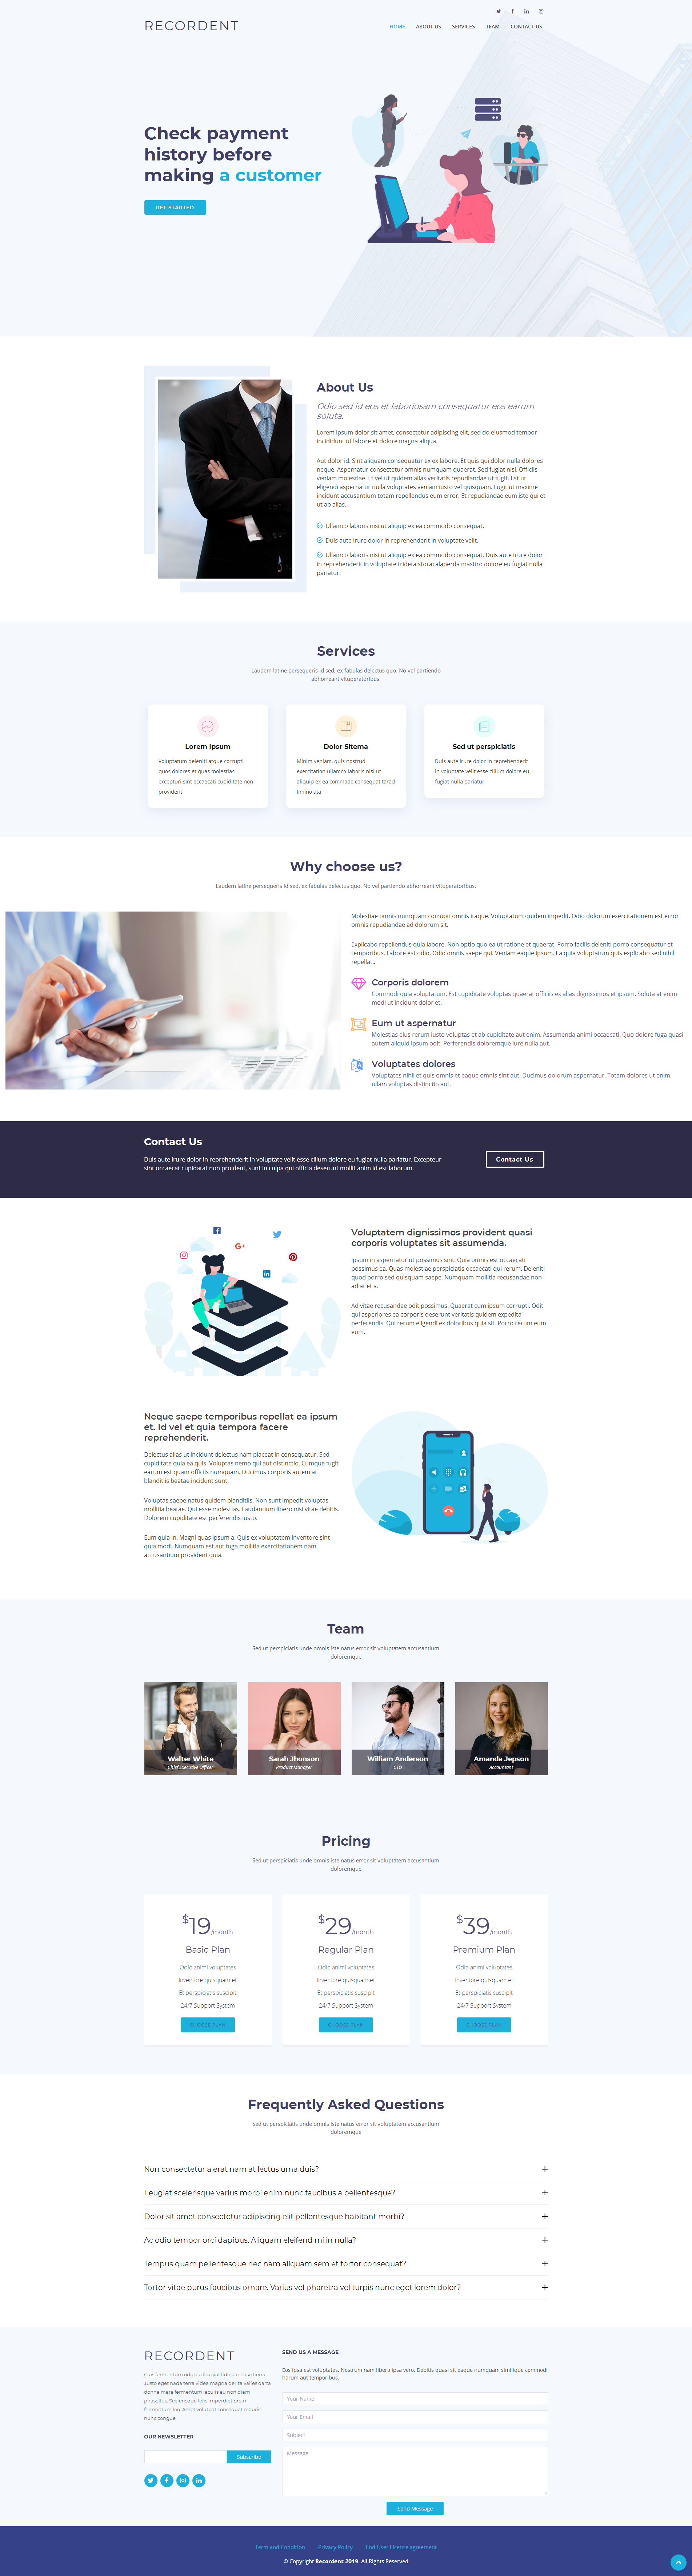 RECORDENT
HOME ABOUT US SERVICES TEAM CONTACT US
Check payment
history before
making a customer
GET STARTED
About Us
Odio sed id eos et laboriosam consequatur eos earum
soluta.
Lorem ipsum dolor sit amet, consectetur adipiscing elit, sed do eiusmod tempor
incididunt ut labore et dolore magna aliqua.
Aut dolor id. Sint aliquam consequatur ex ex labore. Et quis qui dolor nulla dolores
neque. Aspernatur consectetur omnis numquam quaerat. Sed fugiat nisi. Officiis
veniam molestiae. Et vel ut quidem alias veritatis repudiandae ut fugit. Est ut
eligendi aspernatur nulla voluptates veniam iusto vel quisquam. Fugit ut maxime
incidunt accusantium totam repellendus eum error. Et repudiandae eum iste qui et
ut ab alias.
Ullamco laboris nisi ut aliquip ex ea commodo consequat.
Duis aute irure dolor in reprehenderit in voluptate velit.
Ullamco laboris nisi ut aliquip ex ea commodo consequat. Duis aute irure dolor
in reprehenderit in voluptate trideta storacalaperda mastiro dolore eu fugiat nulla
pariatur.
Services
Laudem latine persequeris id sed, ex fabulas delectus quo. No vel partiendo
abhorreant vituperatoribus.
Lorem Ipsum
Voluptatum deleniti atque corrupti
quos dolores et quas molestias
excepturi sint occaecati cupiditate non
provident
Dolor Sitema
Minim veniam, quis nostrud
exercitation ullamco laboris nisi ut
aliquip ex ea commodo consequat tarad
limino ata
Sed ut perspiciatis
Duis aute irure dolor in reprehenderit
in voluptate velit esse cillum dolore eu
fugiat nulla pariatur
Why choose us?
Laudem latine persequeris id sed, ex fabulas delectus quo. No vel partiendo abhorreant vituperatoribus.
Molestiae omnis numquam corrupti omnis itaque. Voluptatum quidem impedit. Odio dolorum exercitationem est error
omnis repudiandae ad dolorum sit.
Explicabo repellendus quia labore. Non optio quo ea ut ratione et quaerat. Porro facilis deleniti porro consequatur et
temporibus. Labore est odio. Odio omnis saepe qui. Veniam eaque ipsum. Ea quia voluptatum quis explicabo sed nihil
repellat..
Corporis dolorem
Commodi quia voluptatum. Est cupiditate voluptas quaerat officiis ex alias dignissimos et ipsum. Soluta at enim
modi ut incidunt dolor et.
Eum ut aspernatur
Molestias eius rerum iusto voluptas et ab cupiditate aut enim. Assumenda animi occaecati. Quo dolore fuga quasi
autem aliquid ipsum odit. Perferendis doloremque iure nulla aut.
Voluptates dolores
Voluptates nihil et quis omnis et eaque omnis sint aut. Ducimus dolorum aspernatur. Totam dolores ut enim
ullam voluptas distinctio aut.
Contact Us
Duis aute irure dolor in reprehenderit in voluptate velit esse cillum dolore eu fugiat nulla pariatur. Excepteur
sint occaecat cupidatat non proident, sunt in culpa qui officia deserunt mollit anim id est laborum.
Contact Us
Voluptatem dignissimos provident quasi
corporis voluptates sit assumenda.
Ipsum in aspernatur ut possimus sint. Quia omnis est occaecati
possimus ea. Quas molestiae perspiciatis occaecati qui rerum. Deleniti
quod porro sed quisquam saepe. Numquam mollitia recusandae non
ad at et a.
Ad vitae recusandae odit possimus. Quaerat cum ipsum corrupti. Odit
qui asperiores ea corporis deserunt veritatis quidem expedita
perferendis. Qui rerum eligendi ex doloribus quia sit. Porro rerum eum
eum.
Neque saepe temporibus repellat ea ipsum
et. Id vel et quia tempora facere
reprehenderit.
Delectus alias ut incidunt delectus nam placeat in consequatur. Sed
cupiditate quia ea quis. Voluptas nemo qui aut distinctio. Cumque fugit
earum est quam officiis numquam. Ducimus corporis autem at
blanditiis beatae incidunt sunt.
Voluptas saepe natus quidem blanditiis. Non sunt impedit voluptas
mollitia beatae. Qui esse molestias. Laudantium libero nisi vitae debitis.
Dolorem cupiditate est perferendis iusto.
Eum quia in. Magni quas ipsum a. Quis ex voluptatem inventore sint
quia modi. Numquam est aut fuga mollitia exercitationem nam
accusantium provident quia.
Team
Sed ut perspiciatis unde omnis iste natus error sit voluptatem accusantium
doloremque
Walter White
Chief Executive Officer
Sarah Jhonson
Product Manager
William Anderson
CTO
Amanda Jepson
Accountant
Pricing
Sed ut perspiciatis unde omnis iste natus error sit voluptatem accusantium
doloremque
$19/month
Basic Plan
Odio animi voluptates
Inventore quisquam et
Et perspiciatis suscipit
24/7 Support System
CHOOSE PLAN
$29/month
Regular Plan
Odio animi voluptates
Inventore quisquam et
Et perspiciatis suscipit
24/7 Support System
CHOOSE PLAN
$39/month
Premium Plan
Odio animi voluptates
Inventore quisquam et
Et perspiciatis suscipit
24/7 Support System
CHOOSE PLAN
Frequently Asked Questions
Sed ut perspiciatis unde omnis iste natus error sit voluptatem accusantium
doloremque
Non consectetur a erat nam at lectus urna duis?
Feugiat scelerisque varius morbi enim nunc faucibus a pellentesque?
Dolor sit amet consectetur adipiscing elit pellentesque habitant morbi?
Ac odio tempor orci dapibus. Aliquam eleifend mi in nulla?
Tempus quam pellentesque nec nam aliquam sem et tortor consequat?
Tortor vitae purus faucibus ornare. Varius vel pharetra vel turpis nunc eget lorem dolor?
RECORDENT
Cras fermentum odio eu feugiat lide par naso tierra.
Justo eget nada terra videa magna derita valies darta
donna mare fermentum iaculis eu non diam
phasellus. Scelerisque felis imperdiet proin
fermentum leo. Amet volutpat consequat mauris
nunc congue.
OUR NEWSLETTER
Subscribe
SEND US A MESSAGE
Eos ipsa est voluptates. Nostrum nam libero ipsa vero. Debitis quasi sit eaque numquam similique commodi
harum aut temporibus.
Your Name
Your Email
Subject
Message
Send Message
Term and Condition Privacy Policy End User License agreement
© Copyright Recordent 2019. All Rights Reserved